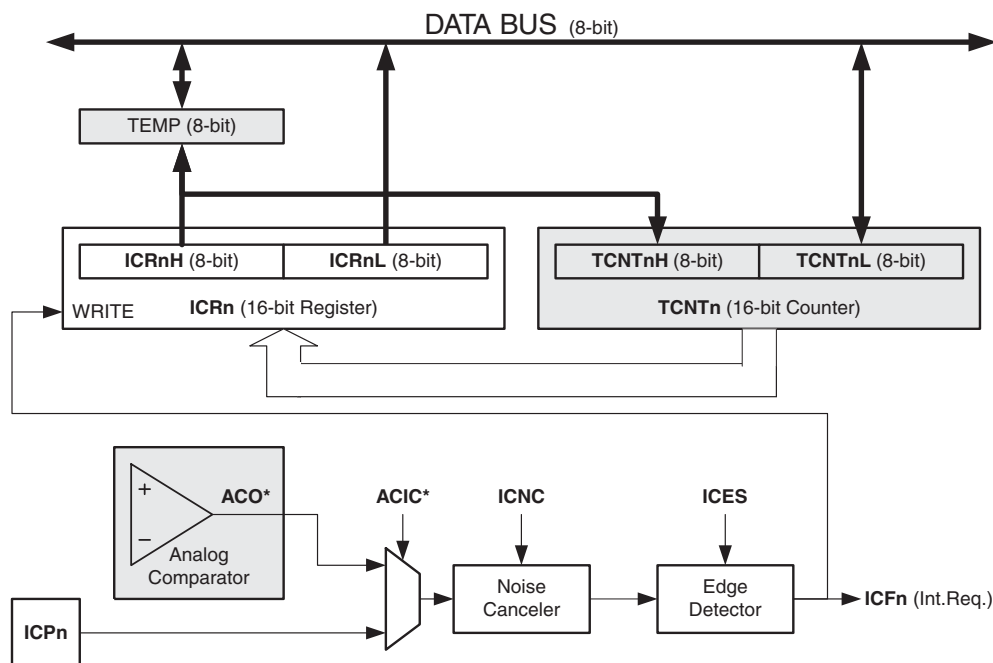 DATA BUS (8-bit)
TEMP (8-bit)
ICRnH (8-bit) ICRnL (8-bit) TCNTnH (8-bit) TCNTnL (8-bit)
WRITE ICRn (16-bit Register) TCNTn (16-bit Counter)
+
−
ACO* ACIC* ICNC ICES
Analog
Comparator
Noise
Canceler
Edge
Detector
ICFn (Int.Req.)
ICPn